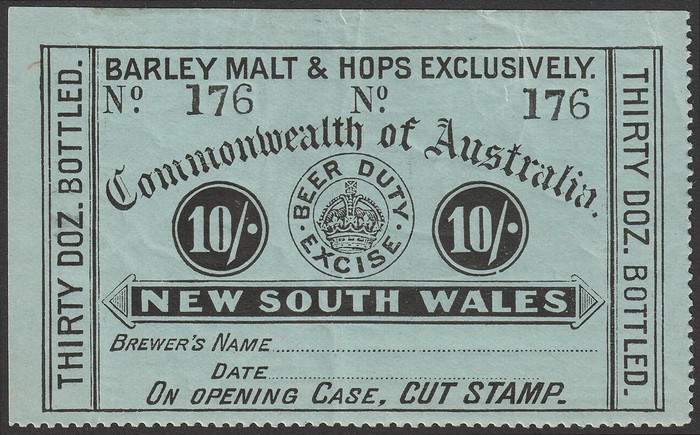 BARLEY MALT & HOPS EXCLUSIVELY.
No. 176 No. 176
Commonwealth of Australia.
BEER DUTY
EXCISE
10/- 10/-
NEW SOUTH WALES
BREWER'S NAME
DATE
ON OPENING CASE, CUT STAMP.
THIRTY DOZ. BOTTLED.
THIRTY DOZ. BOTTLED.